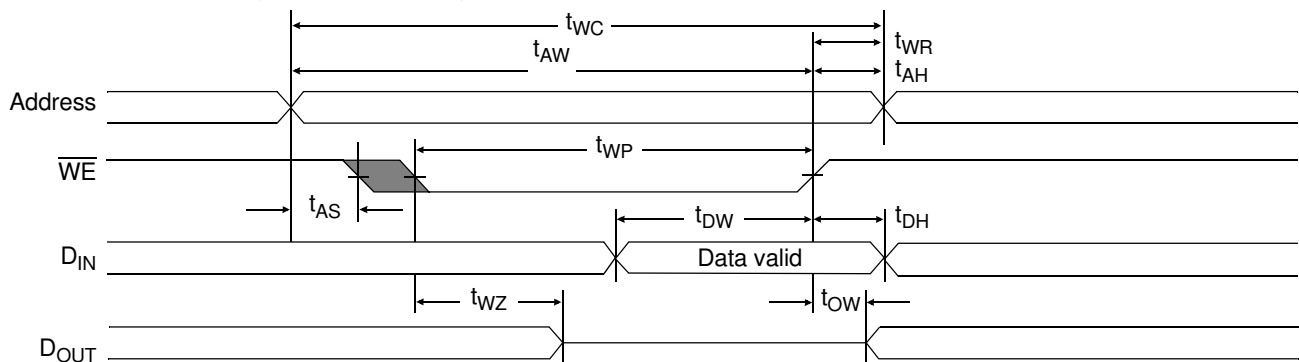 tWC
tWR
tAW
tAH
Address
tWP
WE
tAS
tDW
tDH
DIN
Data valid
tWZ
tOW
DOUT